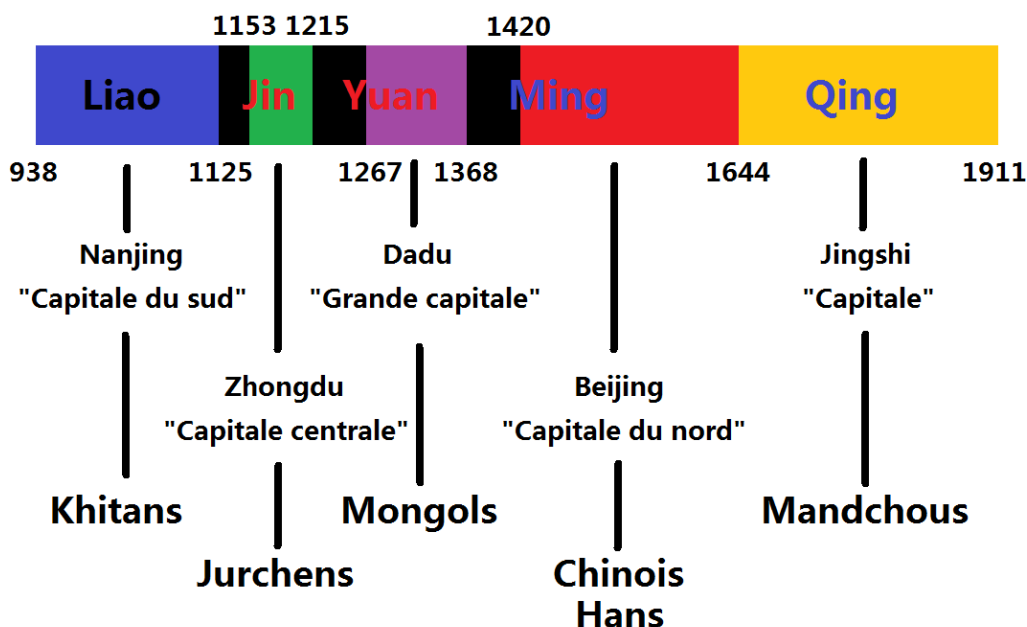 1153 1215 1420
Liao Jin Yuan Ming Qing
938 1125 1267 1368 1644 1911
Nanjing Dadu Jingshi
"Capitale du sud" "Grande capitale" "Capitale"
Zhongdu Beijing
"Capitale centrale" "Capitale du nord"
Khitans Mongols Mandchous
Jurchens Chinois
Hans